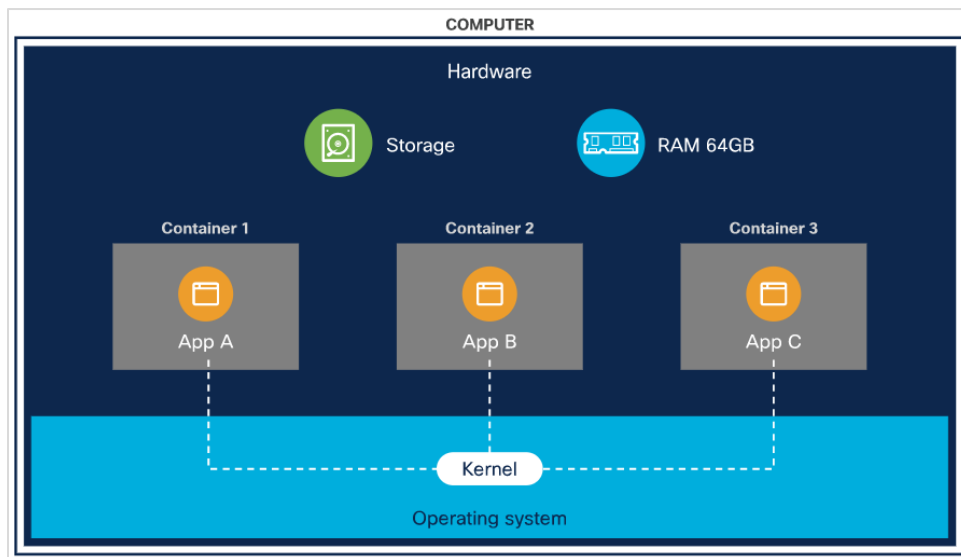 COMPUTER
Hardware
Storage
RAM 64GB
Container 1
Container 2
Container 3
App A
App B
App C
Kernel
Operating system